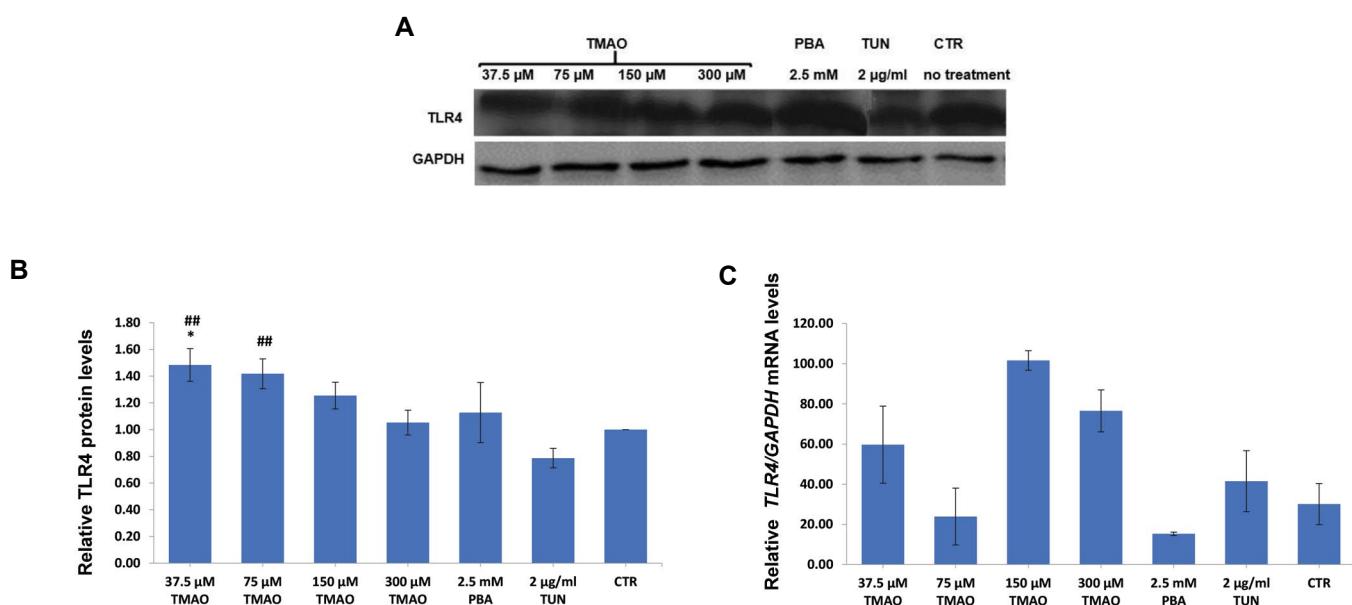 A
TMAO PBA TUN CTR
37.5 µM 75 µM 150 µM 300 µM 2.5 mM 2 µg/ml no treatment
TLR4
GAPDH
B
Relative TLR4 protein levels
1.80
1.60
1.40
1.20
1.00
0.80
0.60
0.40
0.20
0.00
##
*
##
37.5 µM 75 µM 150 µM 300 µM 2.5 mM 2 µg/ml CTR
TMAO TMAO TMAO TMAO PBA TUN
C
Relative TLR4/GAPDH mRNA levels
120.00
100.00
80.00
60.00
40.00
20.00
0.00
37.5 µM 75 µM 150 µM 300 µM 2.5 mM 2 µg/ml CTR
TMAO TMAO TMAO TMAO PBA TUN